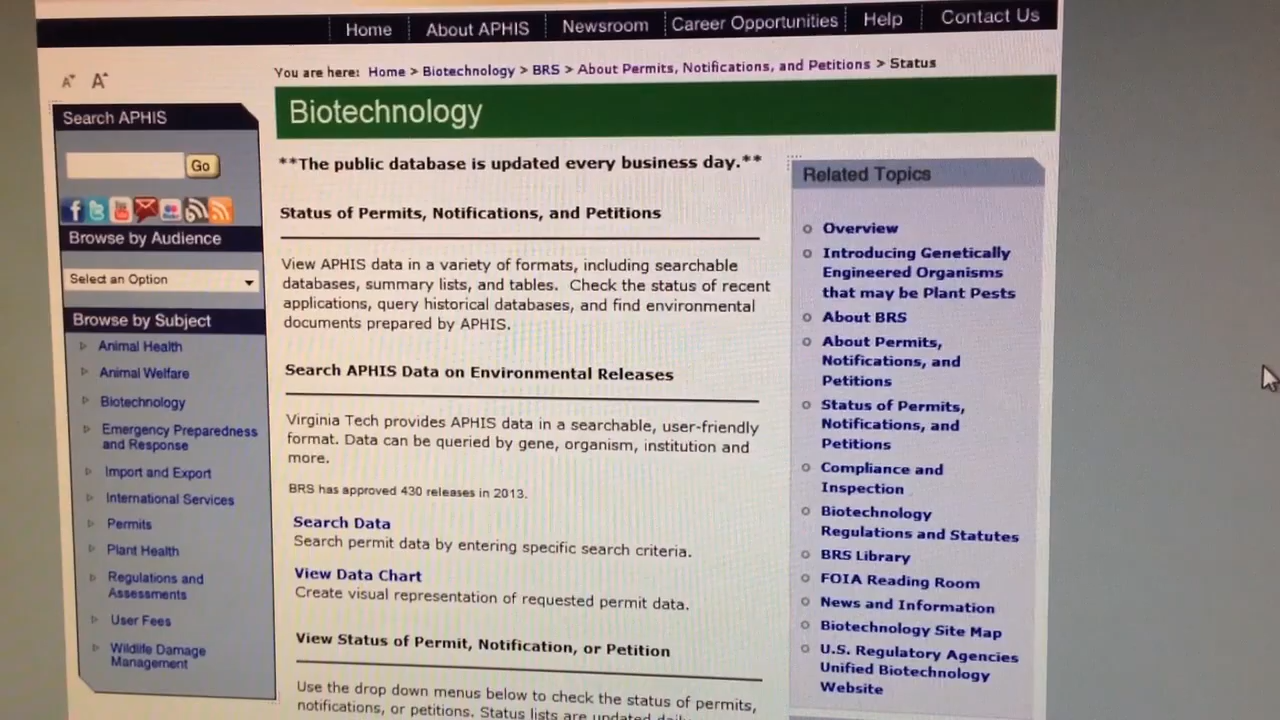 Home
About APHIS
Newsroom
Career Opportunities
Help
Contact Us
A A
You are here: Home > Biotechnology > BRS > About Permits, Notifications, and Petitions > Status
Search APHIS
Go
Browse by Audience
Select an Option
Browse by Subject
Animal Health
Animal Welfare
Biotechnology
Emergency Preparedness
and Response
Import and Export
International Services
Permits
Plant Health
Regulations and
Assessments
User Fees
Wildlife Damage
Management
Biotechnology
**The public database is updated every business day.**
Status of Permits, Notifications, and Petitions
View APHIS data in a variety of formats, including searchable
databases, summary lists, and tables. Check the status of recent
applications, query historical databases, and find environmental
documents prepared by APHIS.
Search APHIS Data on Environmental Releases
Virginia Tech provides APHIS data in a searchable, user-friendly
format. Data can be queried by gene, organism, institution and
more.
BRS has approved 430 releases in 2013.
Search Data
Search permit data by entering specific search criteria.
View Data Chart
Create visual representation of requested permit data.
View Status of Permit, Notification, or Petition
Use the drop down menus below to check the status of permits,
notifications, or petitions. Status lists are updated daily
Related Topics
Overview
Introducing Genetically
Engineered Organisms
that may be Plant Pests
About BRS
About Permits,
Notifications, and
Petitions
Status of Permits,
Notifications, and
Petitions
Compliance and
Inspection
Biotechnology
Regulations and Statutes
BRS Library
FOIA Reading Room
News and Information
Biotechnology Site Map
U.S. Regulatory Agencies
Unified Biotechnology
Website